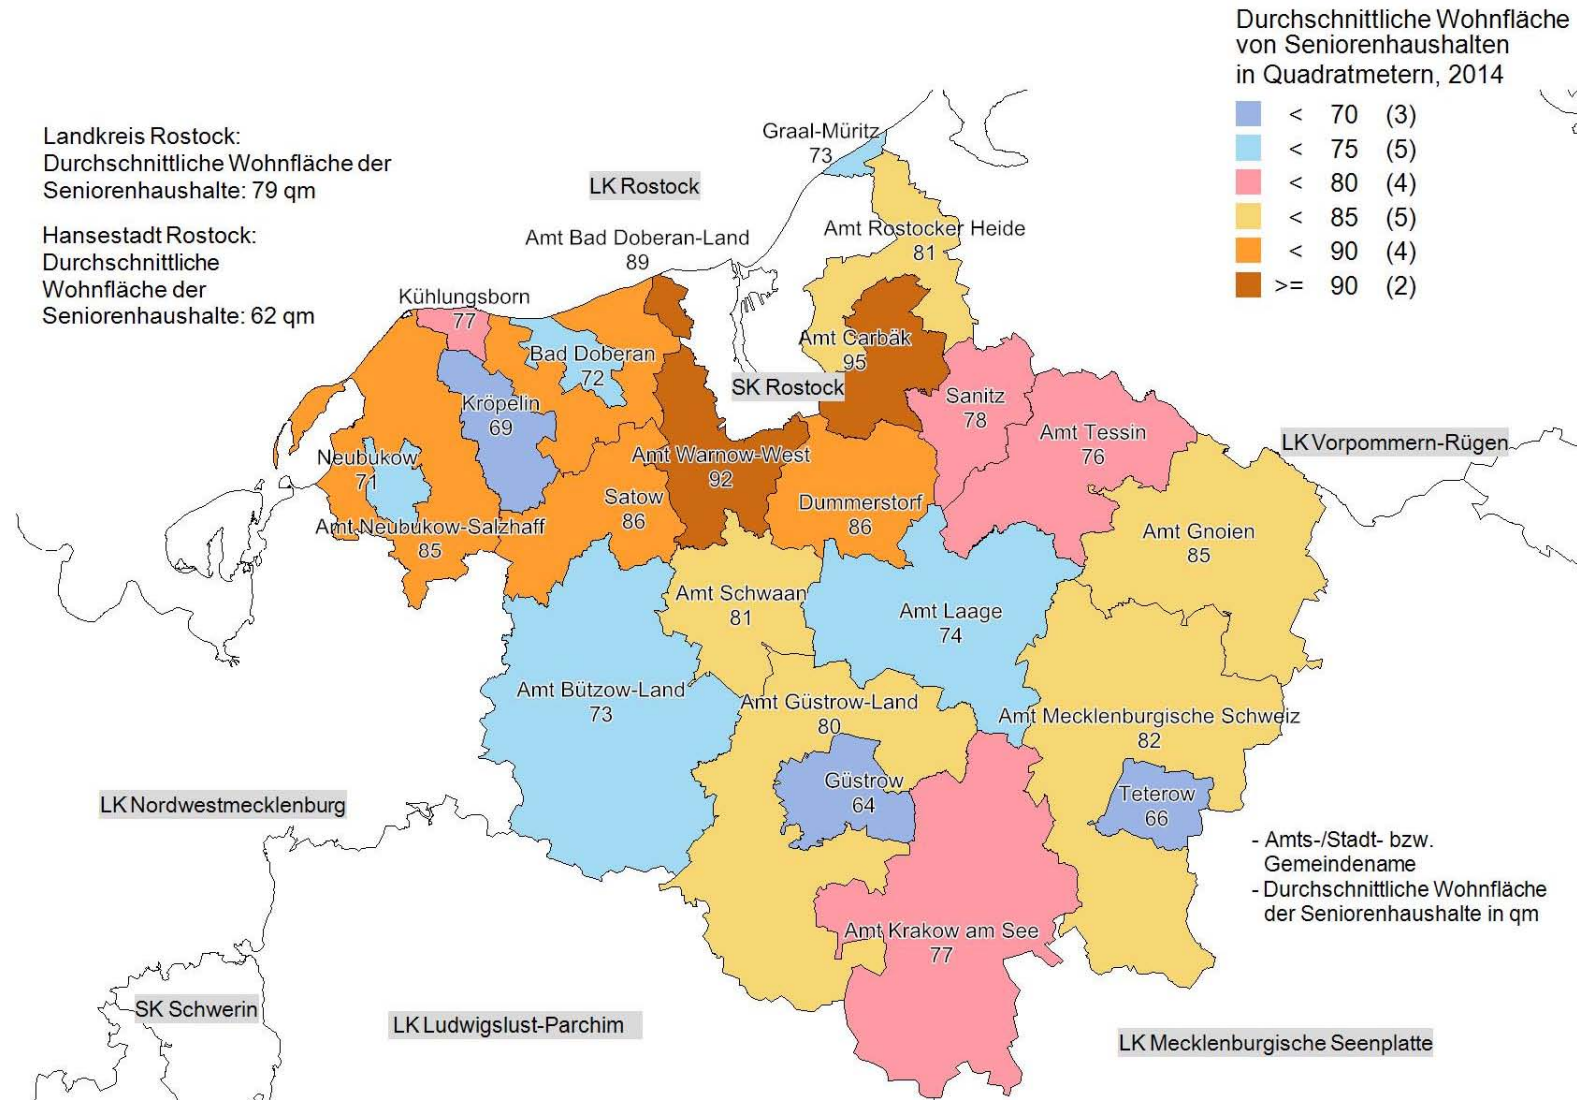 Durchschnittliche Wohnfläche
von Seniorenhaushalten
in Quadratmetern, 2014
< 70 (3)
< 75 (5)
< 80 (4)
< 85 (5)
< 90 (4)
>= 90 (2)
Landkreis Rostock:
Durchschnittliche Wohnfläche der
Seniorenhaushalte: 79 qm
Hansestadt Rostock:
Durchschnittliche
Wohnfläche der
Seniorenhaushalte: 62 qm
Graal-Müritz
73
LK Rostock
Amt Rostocker Heide
81
Amt Bad Doberan-Land
89
Kühlungsborn
77
Amt Carbäk
95
Bad Doberan
72
SK Rostock
Kröpelin
69
Sanitz
78
Amt Tessin
76
LK Vorpommern-Rügen
Neubukow
71
Amt Warnow-West
92
Satow
86
Dummerstorf
86
Amt Neubukow-Salzhaff
85
Amt Gnoien
85
Amt Schwaan
81
Amt Laage
74
Amt Bützow-Land
73
Amt Güstrow-Land
80
Amt Mecklenburgische Schweiz
82
Güstrow
64
Teterow
66
LK Nordwestmecklenburg
- Amts-/Stadt- bzw.
Gemeindename
- Durchschnittliche Wohnfläche
der Seniorenhaushalte in qm
Amt Krakow am See
77
SK Schwerin
LK Ludwigslust-Parchim
LK Mecklenburgische Seenplatte